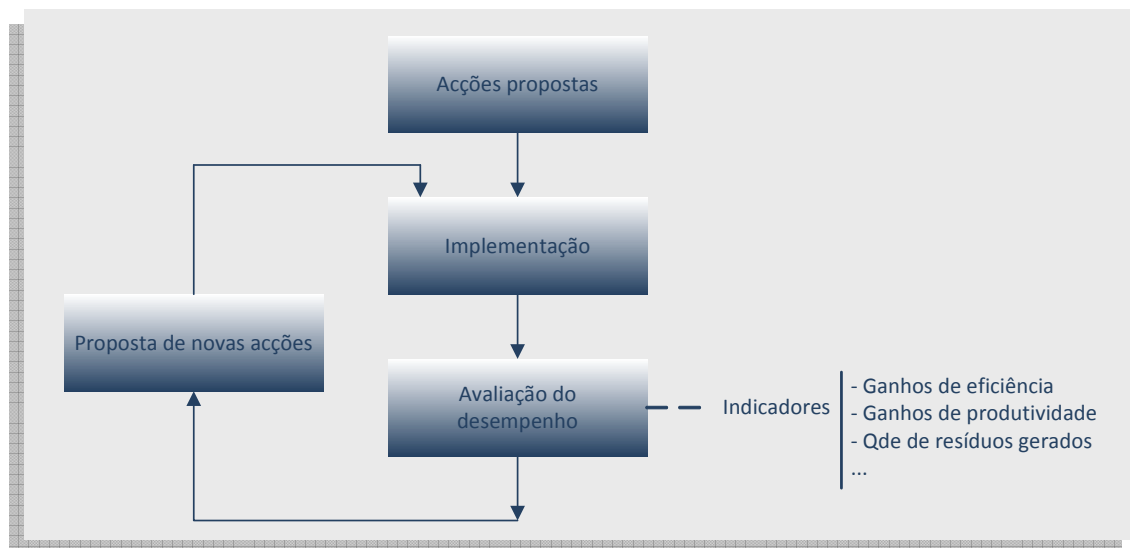 Acções propostas
Implementação
Proposta de novas acções
Avaliação do
desempenho
Indicadores
- Ganhos de eficiência
- Ganhos de produtividade
- Qde de resíduos gerados
...